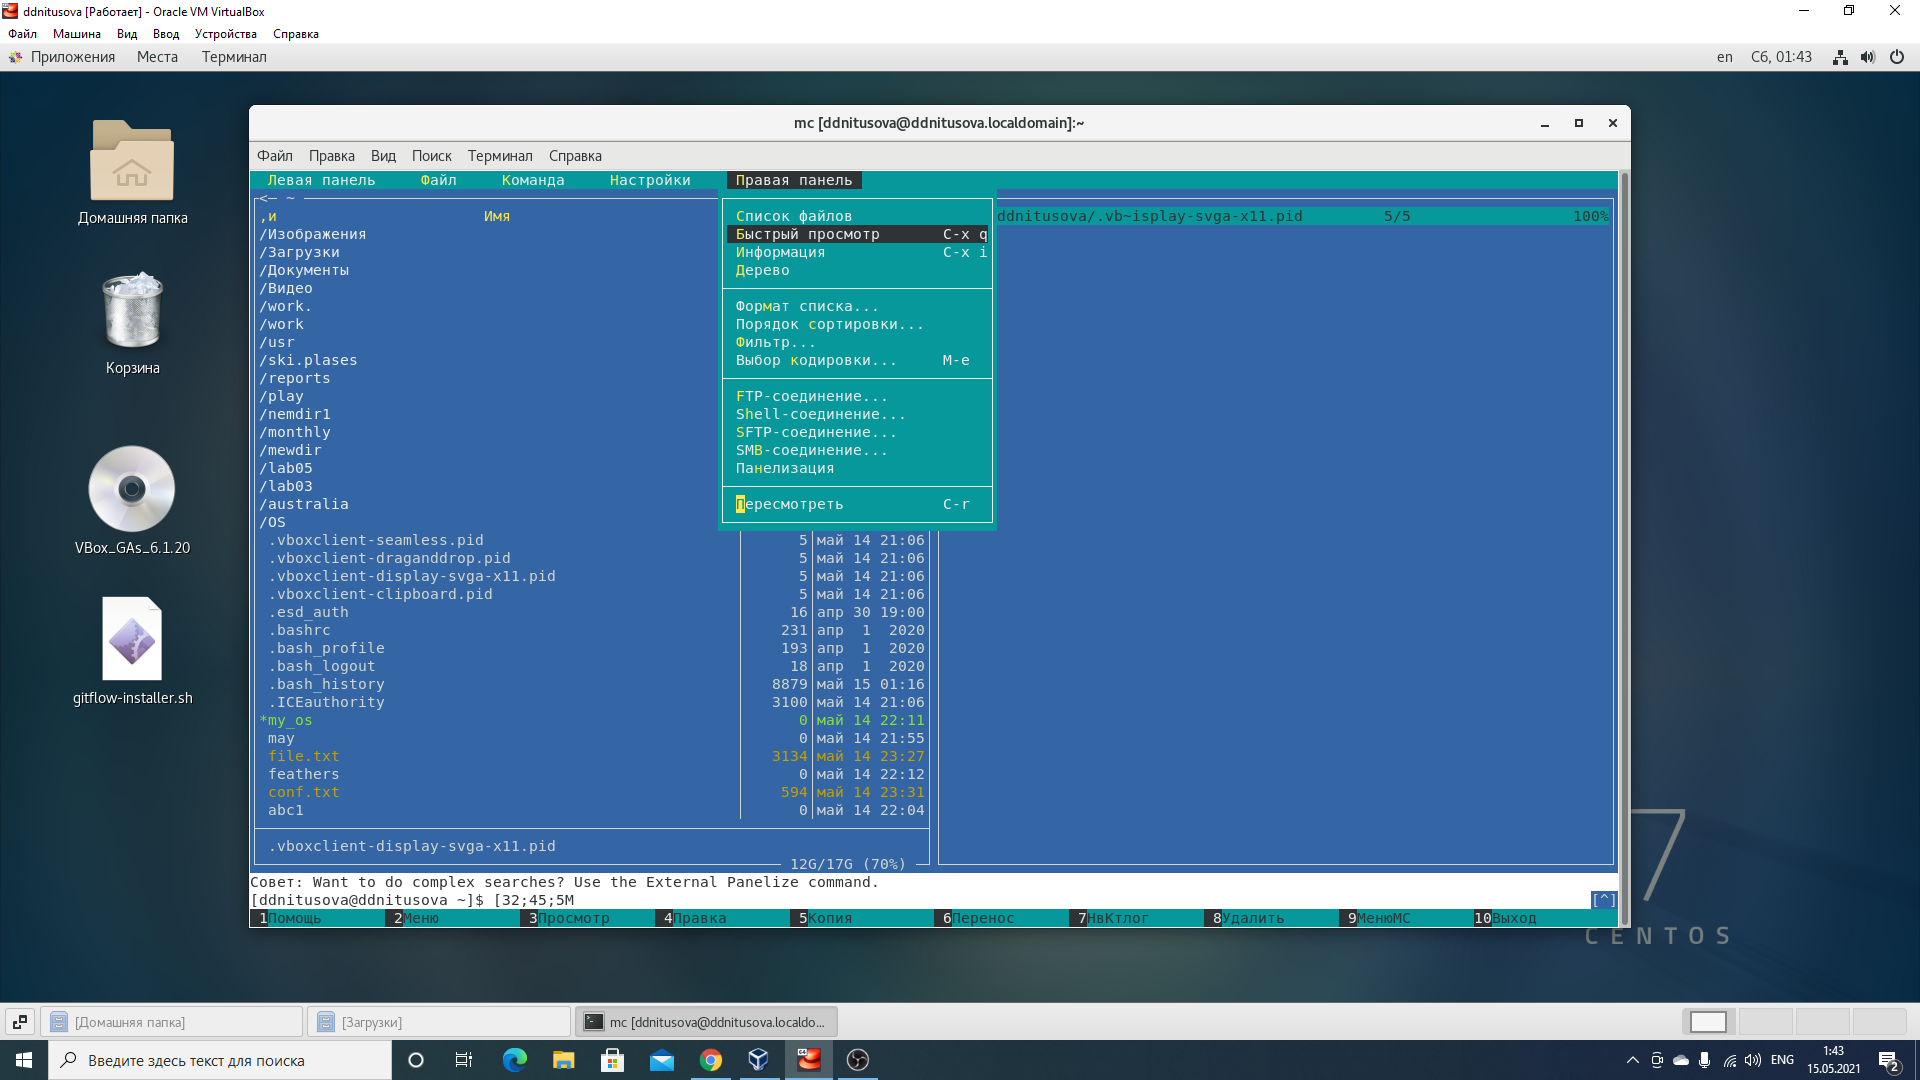 ddnitusova [Работает] - Oracle VM VirtualBox
Файл Машина Вид Ввод Устройства Справка
Приложения Места Терминал en Сб, 01:43
mc [ddnitusova@ddnitusova.localdomain]:~
Файл Правка Вид Поиск Терминал Справка
Левая панель Файл Команда Настройки Правая панель
<— ~
,и Имя
ddnitusova/.vb~isplay-svga-x11.pid 5/5 100%
/Изображения
/Загрузки
/Документы
/Видео
/work.
/work
/usr
/ski.plases
/reports
/play
/nemdir1
/monthly
/mewdir
/lab05
/lab03
/australia
/OS
.vboxclient-seamless.pid 5 май 14 21:06
.vboxclient-draganddrop.pid 5 май 14 21:06
.vboxclient-display-svga-x11.pid 5 май 14 21:06
.vboxclient-clipboard.pid 5 май 14 21:06
.esd_auth 16 апр 30 19:00
.bashrc 231 апр 1 2020
.bash_profile 193 апр 1 2020
.bash_logout 18 апр 1 2020
.bash_history 8879 май 15 01:16
.ICEauthority 3100 май 14 21:06
*my_os 0 май 14 22:11
may 0 май 14 21:55
file.txt 3134 май 14 23:27
feathers 0 май 14 22:12
conf.txt 594 май 14 23:31
abc1 0 май 14 22:04
.vboxclient-display-svga-x11.pid
12G/17G (70%)
Список файлов
Быстрый просмотр C-x q
Информация C-x i
Дерево
Формат списка...
Порядок сортировки...
Фильтр...
Выбор кодировки... M-e
FTP-соединение...
Shell-соединение...
SFTP-соединение...
SMB-соединение...
Панелизация
Пересмотреть C-r
Совет: Want to do complex searches? Use the External Panelize command.
[ddnitusova@ddnitusova ~]$ [32;45;5M [^]
1Помощь 2Меню 3Просмотр 4Правка 5Копия 6Перенос 7НвКтлог 8Удалить 9МенюМС 10Выход
Домашняя папка
Корзина
VBox_GAs_6.1.20
gitflow-installer.sh
7
CENTOS
[Домашняя папка] [Загрузки] mc [ddnitusova@ddnitusova.localdo...
Введите здесь текст для поиска
ENG
1:43
15.05.2021
2